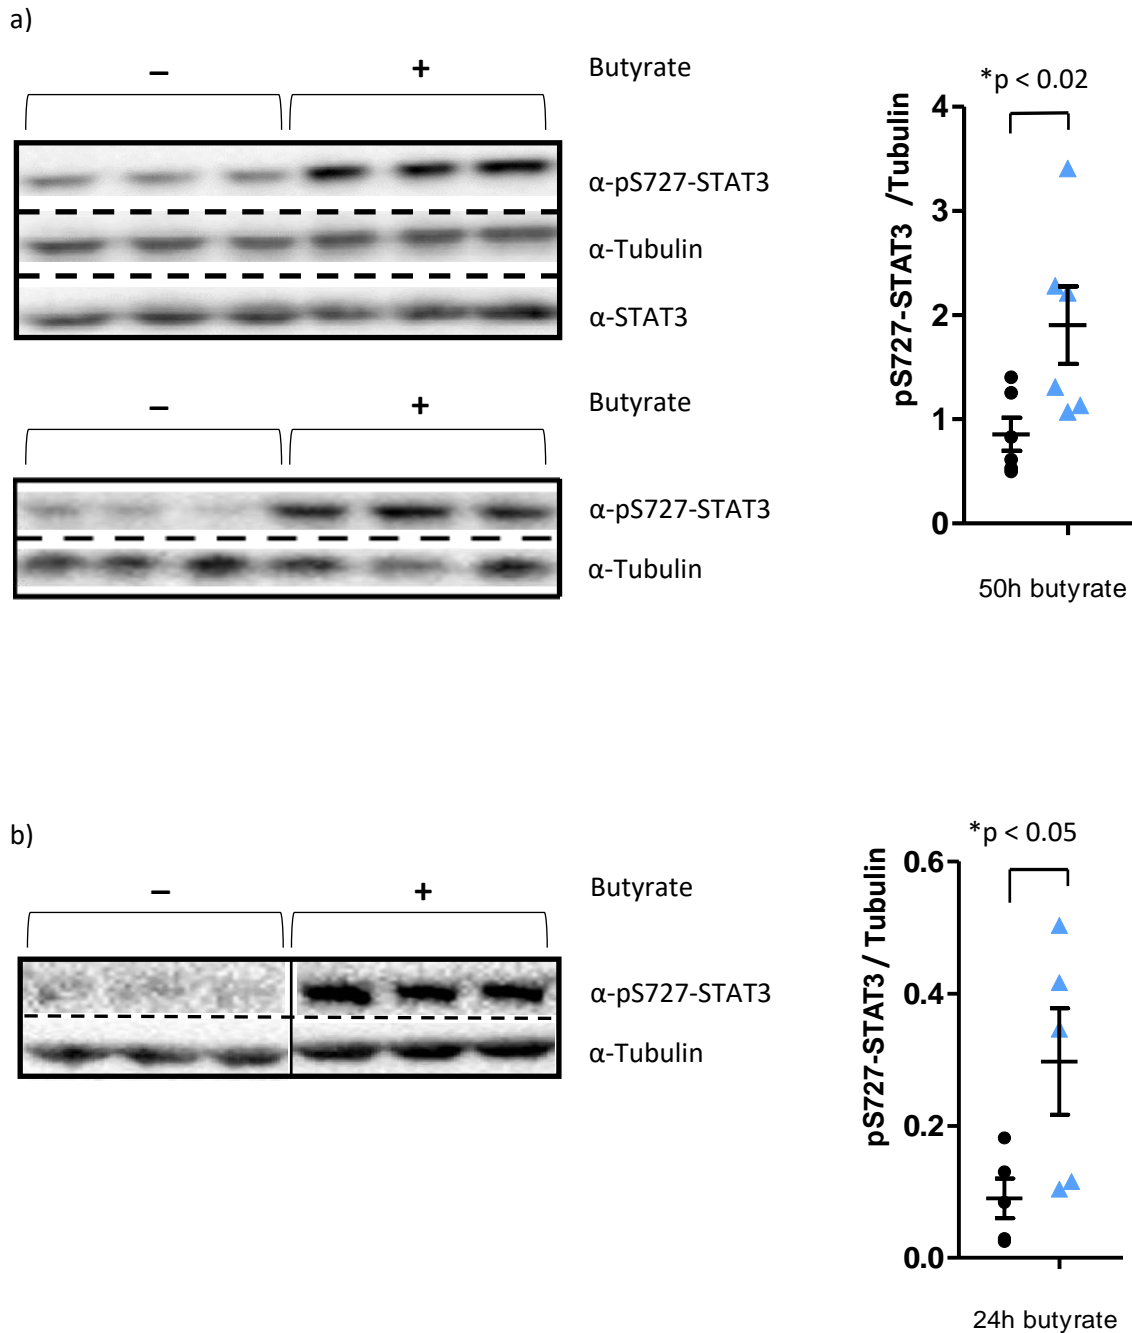 a)
– + Butyrate
α-pS727-STAT3
α-Tubulin
α-STAT3
– + Butyrate
α-pS727-STAT3
α-Tubulin
*p < 0.02
pS727-STAT3 /Tubulin
4
3
2
1
0
50h butyrate
b)
– + Butyrate
α-pS727-STAT3
α-Tubulin
*p < 0.05
pS727-STAT3 / Tubulin
0.6
0.4
0.2
0.0
24h butyrate